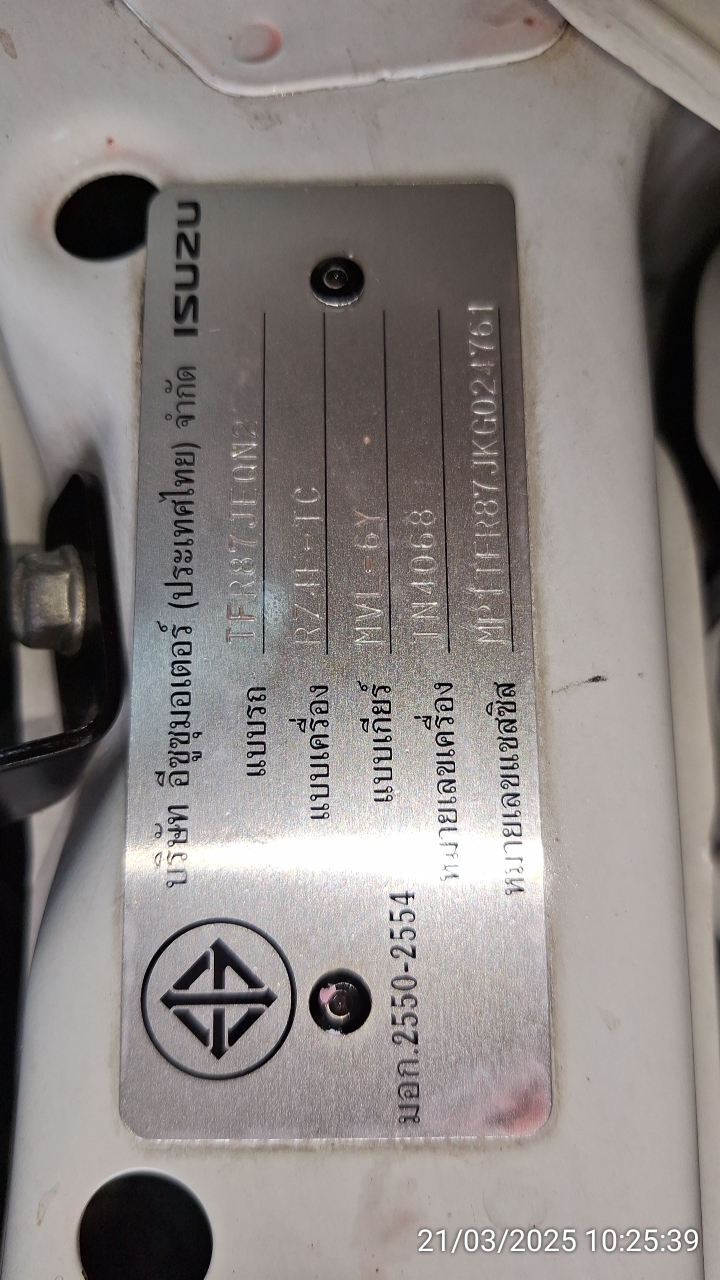 บริษัท อีซูซุมอเตอร์ (ประเทศไทย) จำกัด ISUZU
แบบรถ TFR87JEQN2
แบบเครื่อง RZ4E-TC
แบบเกียร์ MVL-6Y
หมายเลขเครื่อง TN4068
หมายเลขแชสซิส MP1TFR87JKG024761
มอก.2550-2554
21/03/2025 10:25:39